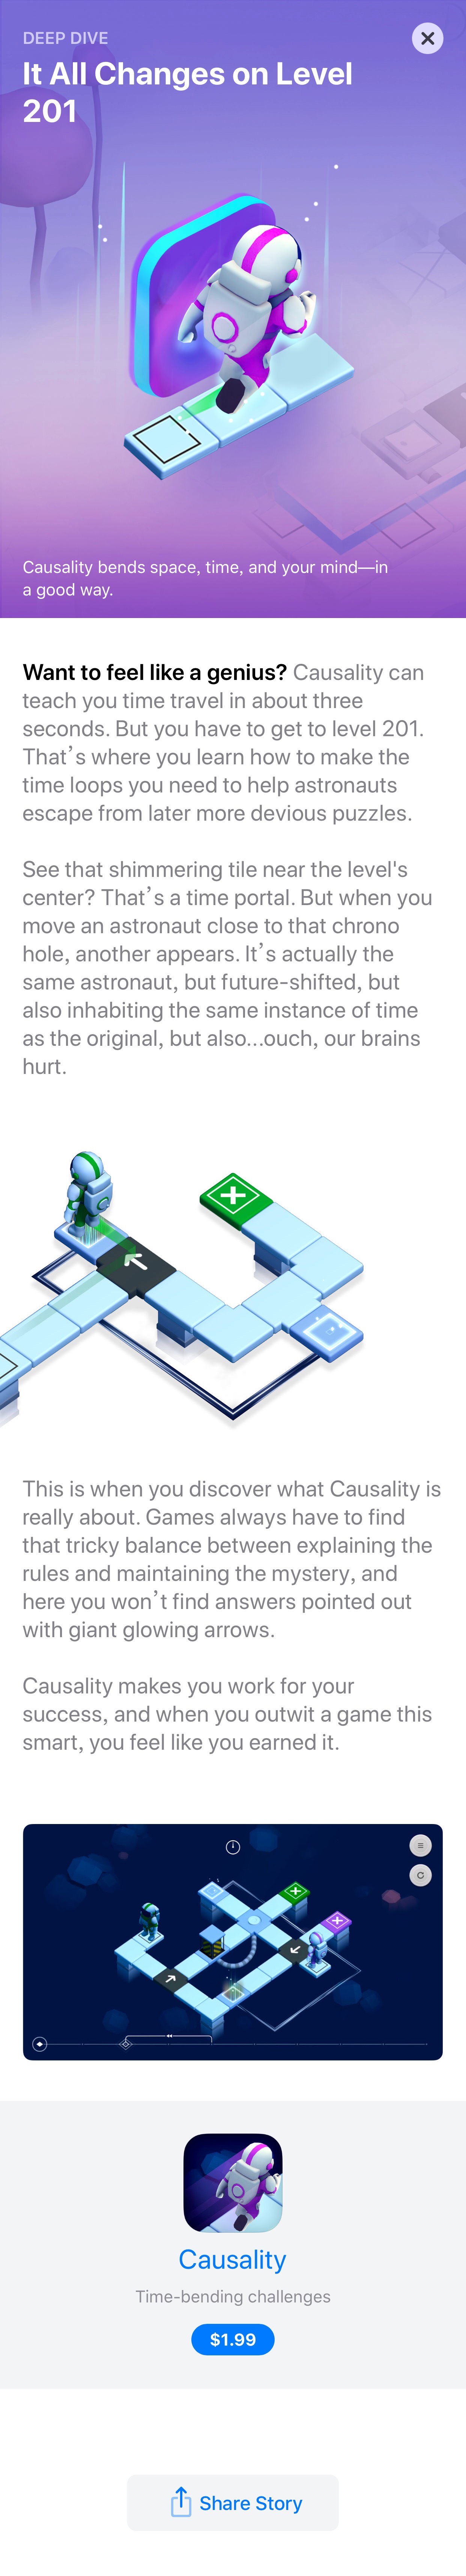 DEEP DIVE
It All Changes on Level
201
Causality bends space, time, and your mind—in
a good way.
Want to feel like a genius? Causality can
teach you time travel in about three
seconds. But you have to get to level 201.
That’s where you learn how to make the
time loops you need to help astronauts
escape from later more devious puzzles.
See that shimmering tile near the level's
center? That’s a time portal. But when you
move an astronaut close to that chrono
hole, another appears. It’s actually the
same astronaut, but future-shifted, but
also inhabiting the same instance of time
as the original, but also...ouch, our brains
hurt.
This is when you discover what Causality is
really about. Games always have to find
that tricky balance between explaining the
rules and maintaining the mystery, and
here you won’t find answers pointed out
with giant glowing arrows.
Causality makes you work for your
success, and when you outwit a game this
smart, you feel like you earned it.
Causality
Time-bending challenges
$1.99
Share Story